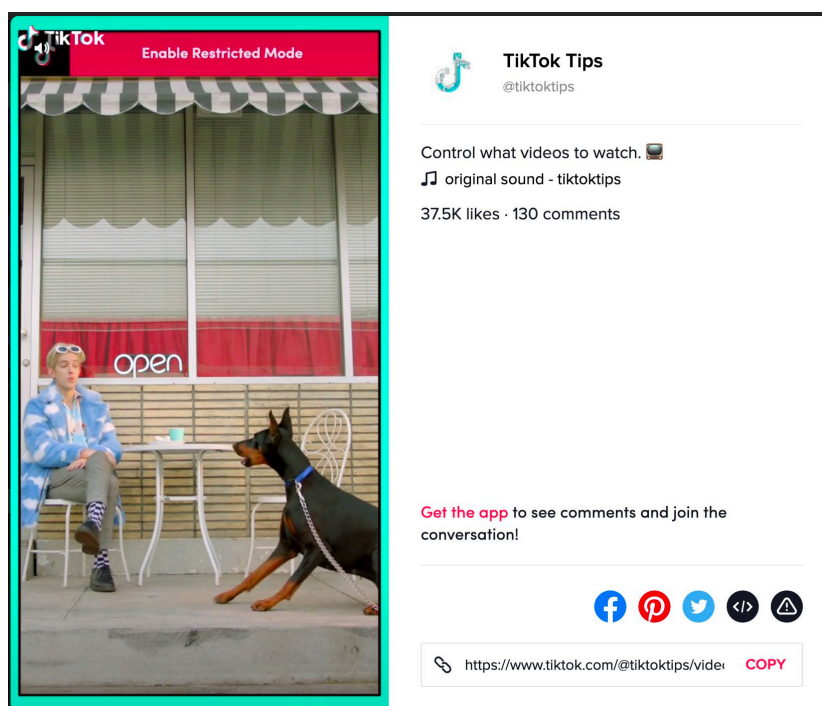 TikTok
Enable Restricted Mode
open
TikTok Tips
@tiktoktips
Control what videos to watch. 📺
original sound - tiktoktips
37.5K likes · 130 comments
Get the app to see comments and join the
conversation!
https://www.tiktok.com/@tiktoktips/vide
COPY